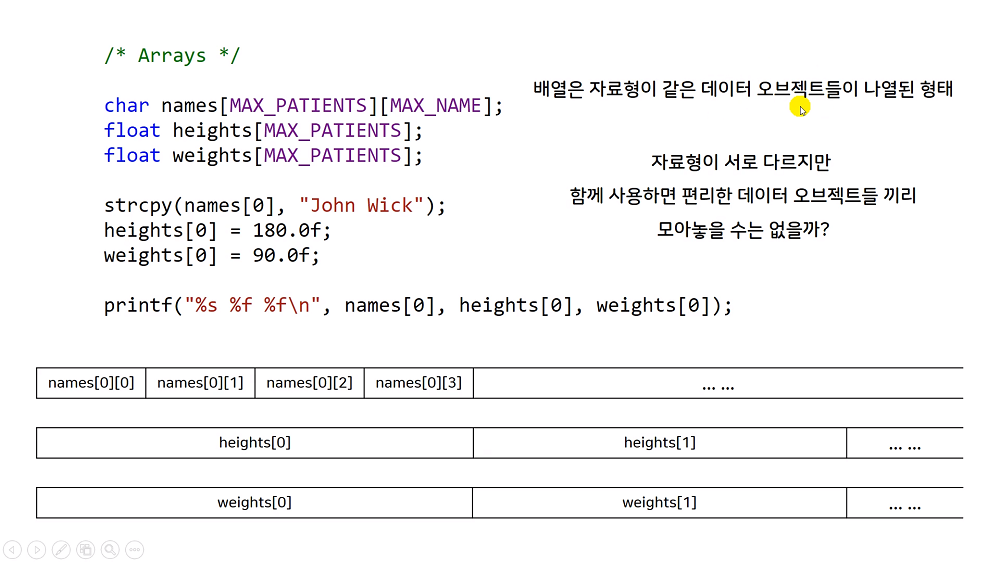 /* Arrays */
char names[MAX_PATIENTS][MAX_NAME];
float heights[MAX_PATIENTS];
float weights[MAX_PATIENTS];
strcpy(names[0], "John Wick");
heights[0] = 180.0f;
weights[0] = 90.0f;
printf("%s %f %f\n", names[0], heights[0], weights[0]);
배열은 자료형이 같은 데이터 오브젝트들이 나열된 형태
자료형이 서로 다르지만
함께 사용하면 편리한 데이터 오브젝트들 끼리
모아놓을 수는 없을까?
names[0][0] names[0][1] names[0][2] names[0][3] ... ...
heights[0] heights[1] ... ...
weights[0] weights[1] ... ...